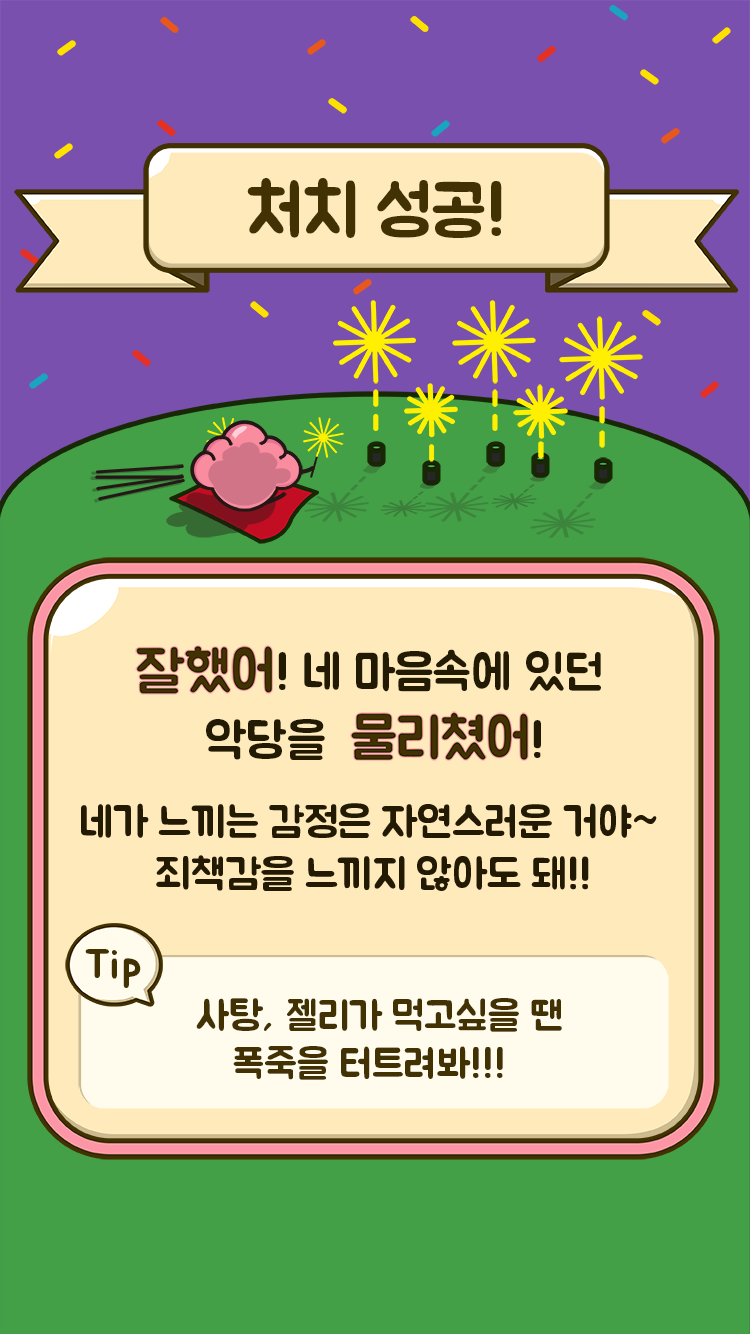 처치 성공!
잘했어! 네 마음속에 있던
악당을 물리쳤어!
네가 느끼는 감정은 자연스러운 거야~
죄책감을 느끼지 않아도 돼!!
Tip
사탕, 젤리가 먹고싶을 땐
폭죽을 터트려봐!!!